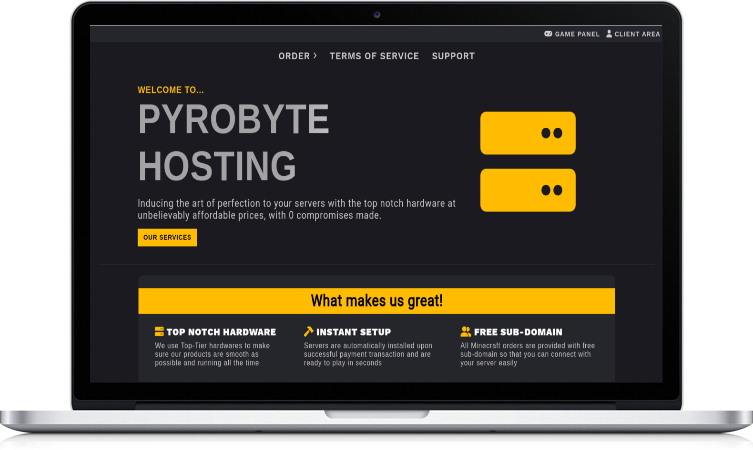 GAME PANEL CLIENT AREA
ORDER › TERMS OF SERVICE SUPPORT
WELCOME TO...
PYROBYTE
HOSTING
Inducing the art of perfection to your servers with the top notch hardware at
unbelievably affordable prices, with 0 compromises made.
OUR SERVICES
What makes us great!
TOP NOTCH HARDWARE
We use Top-Tier hardwares to make
sure our products are smooth as
possible and running all the time
INSTANT SETUP
Servers are automatically installed upon
successful payment transaction and are
ready to play in seconds
FREE SUB-DOMAIN
All Minecraft orders are provided with free
sub-domain so that you can connect with
your server easily